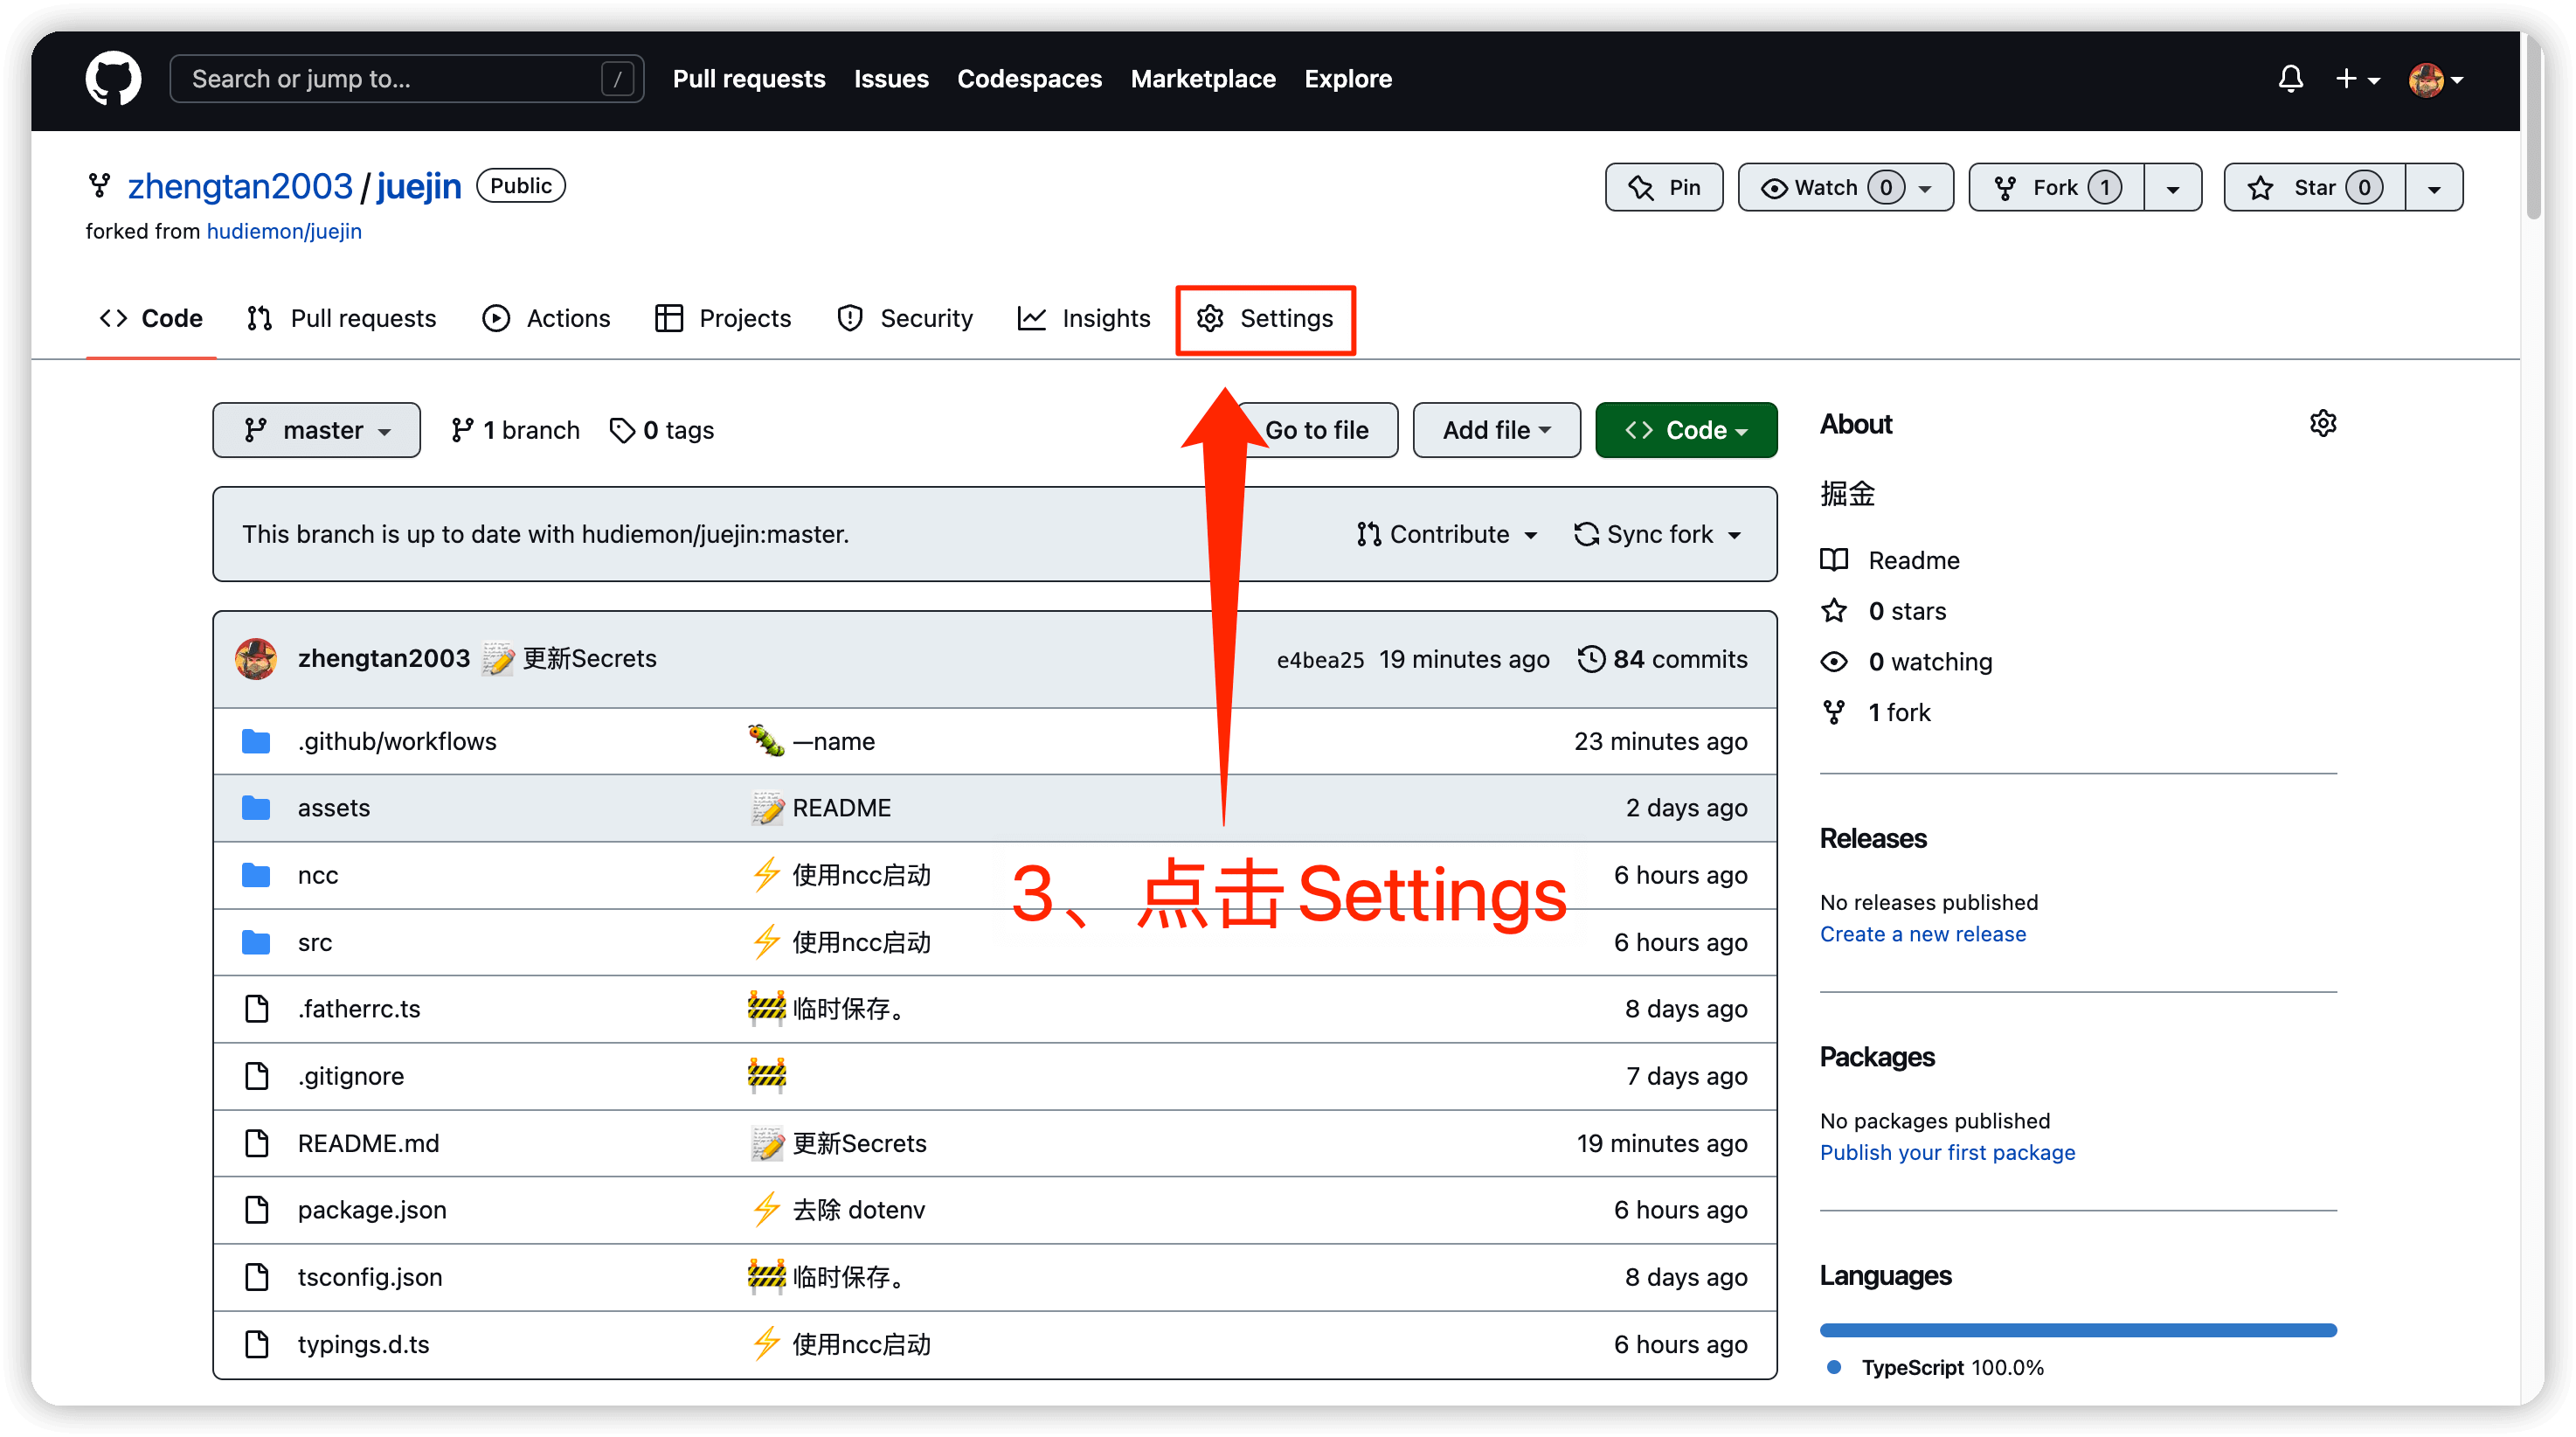 Search or jump to... /
Pull requests Issues Codespaces Marketplace Explore
zhengtan2003 / juejin Public
Pin Watch 0 Fork 1 Star 0
forked from hudiemon/juejin
Code Pull requests Actions Projects Security Insights Settings
master 1 branch 0 tags Go to file Add file Code
This branch is up to date with hudiemon/juejin:master. Contribute Sync fork
zhengtan2003 📝 更新Secrets e4bea25 19 minutes ago 84 commits
.github/workflows 🐛 —name 23 minutes ago
assets 📝 README 2 days ago
ncc ⚡ 使用ncc启动 6 hours ago
src ⚡ 使用ncc启动 6 hours ago
.fatherrc.ts 🚧 临时保存。 8 days ago
.gitignore 🚧 7 days ago
README.md 📝 更新Secrets 19 minutes ago
package.json ⚡ 去除 dotenv 6 hours ago
tsconfig.json 🚧 临时保存。 8 days ago
typings.d.ts ⚡ 使用ncc启动 6 hours ago
3、点击Settings
About
掘金
Readme
0 stars
0 watching
1 fork
Releases
No releases published
Create a new release
Packages
No packages published
Publish your first package
Languages
TypeScript 100.0%